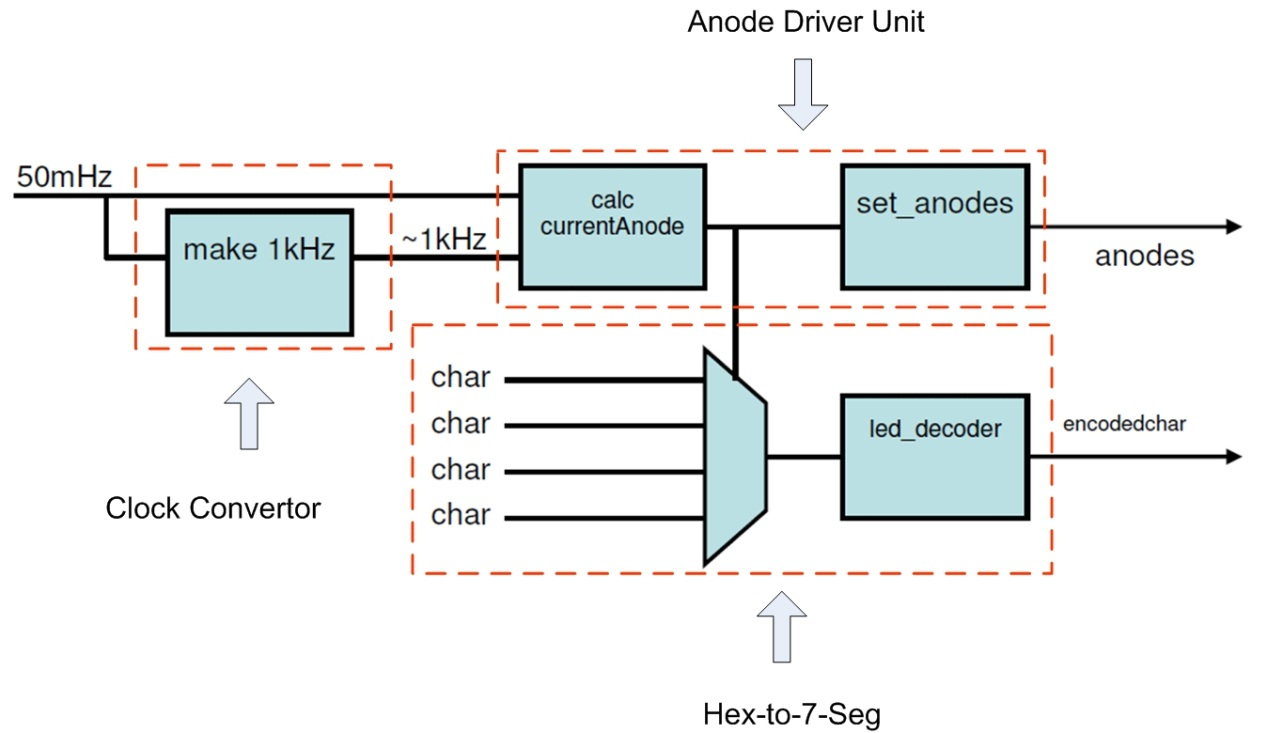 Anode Driver Unit
50mHz
calc
currentAnode
set_anodes
make 1kHz
~1kHz
anodes
char
char
char
char
led_decoder
encodedchar
Clock Convertor
Hex-to-7-Seg